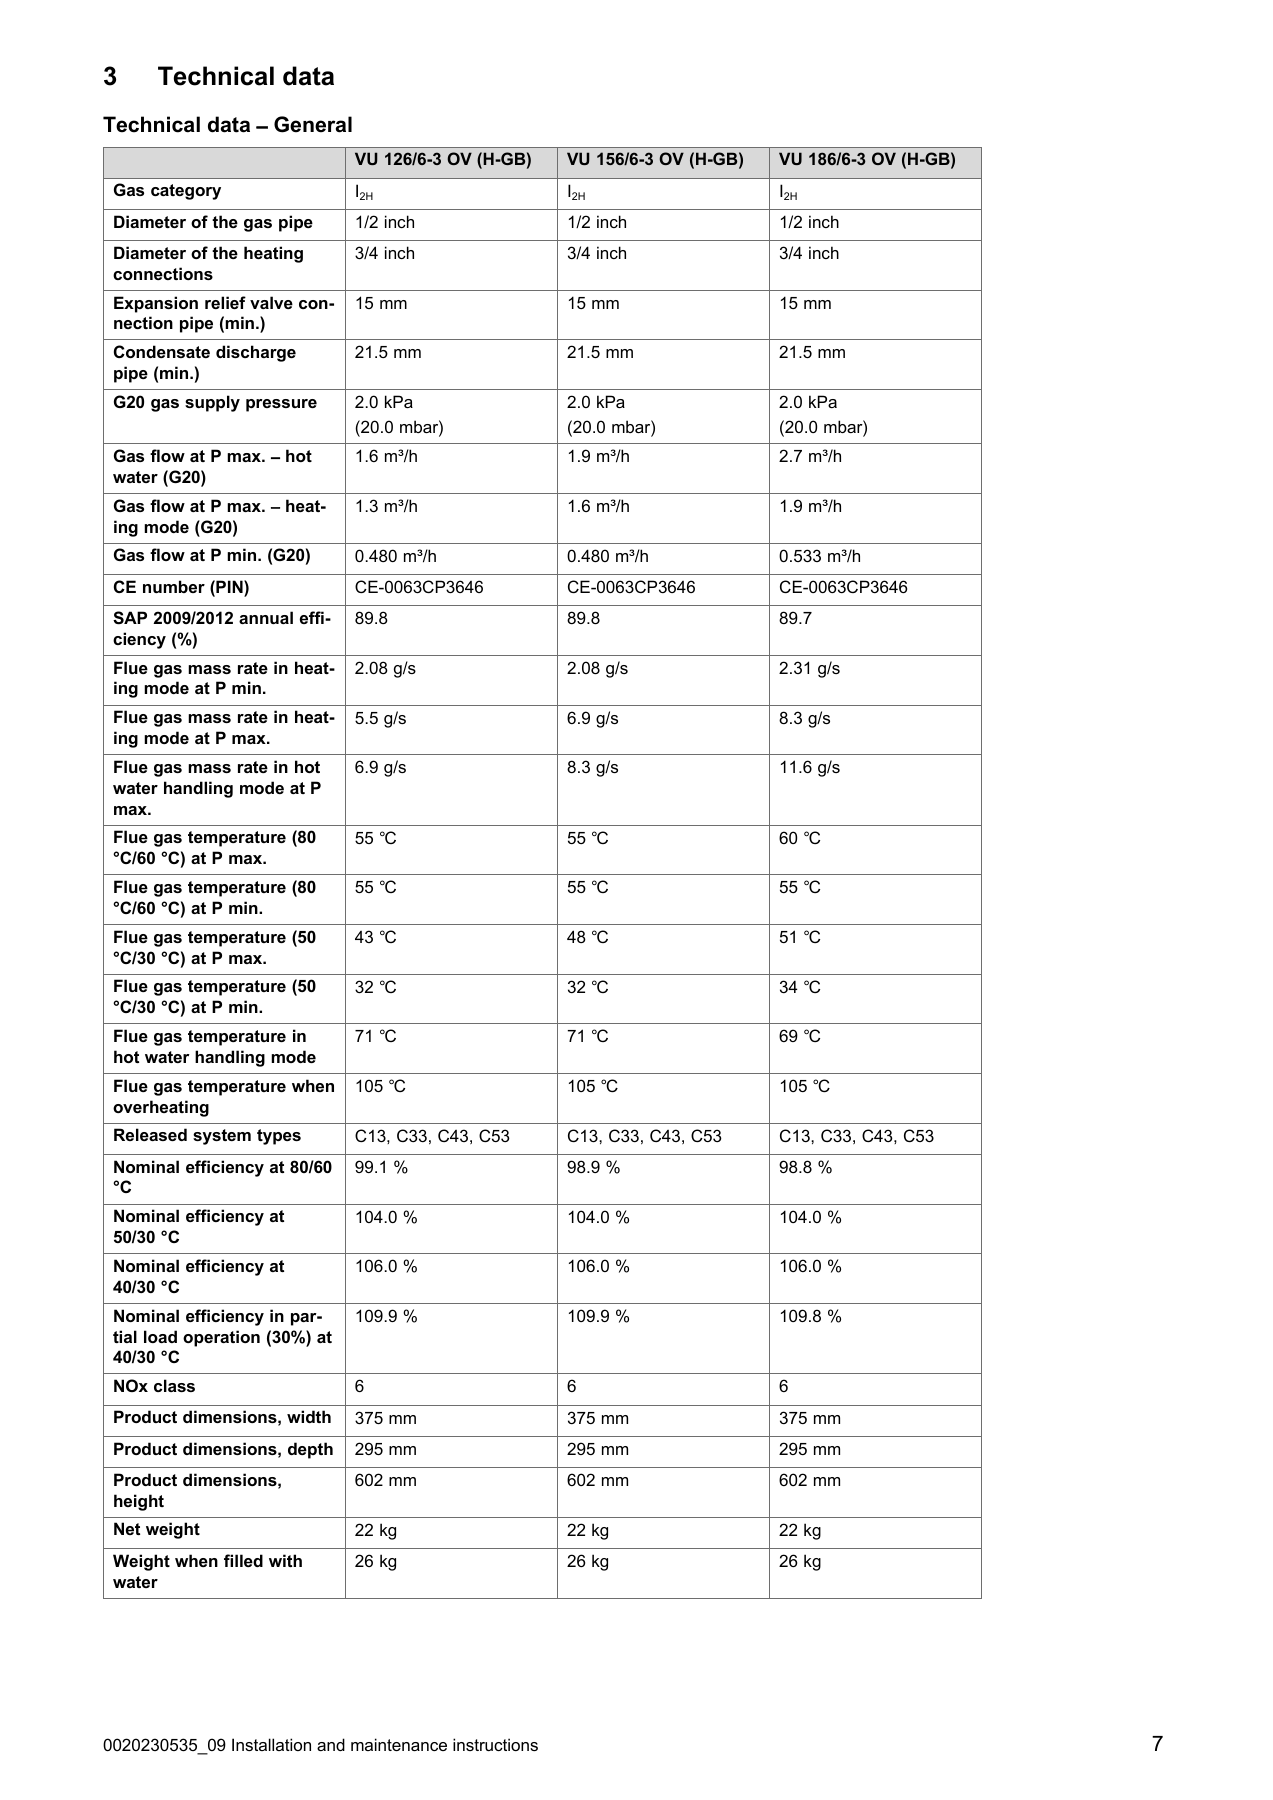 3 Technical data
Technical data – General
VU 126/6-3 OV (H-GB) VU 156/6-3 OV (H-GB) VU 186/6-3 OV (H-GB)
Gas category I2H I2H I2H
Diameter of the gas pipe 1/2 inch 1/2 inch 1/2 inch
Diameter of the heating 3/4 inch 3/4 inch 3/4 inch
connections
Expansion relief valve con- 15 mm 15 mm 15 mm
nection pipe (min.)
Condensate discharge 21.5 mm 21.5 mm 21.5 mm
pipe (min.)
G20 gas supply pressure 2.0 kPa 2.0 kPa 2.0 kPa
(20.0 mbar) (20.0 mbar) (20.0 mbar)
Gas flow at P max. – hot 1.6 m³/h 1.9 m³/h 2.7 m³/h
water (G20)
Gas flow at P max. – heat- 1.3 m³/h 1.6 m³/h 1.9 m³/h
ing mode (G20)
Gas flow at P min. (G20) 0.480 m³/h 0.480 m³/h 0.533 m³/h
CE number (PIN) CE-0063CP3646 CE-0063CP3646 CE-0063CP3646
SAP 2009/2012 annual effi- 89.8 89.8 89.7
ciency (%)
Flue gas mass rate in heat- 2.08 g/s 2.08 g/s 2.31 g/s
ing mode at P min.
Flue gas mass rate in heat- 5.5 g/s 6.9 g/s 8.3 g/s
ing mode at P max.
Flue gas mass rate in hot 6.9 g/s 8.3 g/s 11.6 g/s
water handling mode at P
max.
Flue gas temperature (80 55 ℃ 55 ℃ 60 ℃
°C/60 °C) at P max.
Flue gas temperature (80 55 ℃ 55 ℃ 55 ℃
°C/60 °C) at P min.
Flue gas temperature (50 43 ℃ 48 ℃ 51 ℃
°C/30 °C) at P max.
Flue gas temperature (50 32 ℃ 32 ℃ 34 ℃
°C/30 °C) at P min.
Flue gas temperature in 71 ℃ 71 ℃ 69 ℃
hot water handling mode
Flue gas temperature when 105 ℃ 105 ℃ 105 ℃
overheating
Released system types C13, C33, C43, C53 C13, C33, C43, C53 C13, C33, C43, C53
Nominal efficiency at 80/60 99.1 % 98.9 % 98.8 %
°C
Nominal efficiency at 104.0 % 104.0 % 104.0 %
50/30 °C
Nominal efficiency at 106.0 % 106.0 % 106.0 %
40/30 °C
Nominal efficiency in par- 109.9 % 109.9 % 109.8 %
tial load operation (30%) at
40/30 °C
NOx class 6 6 6
Product dimensions, width 375 mm 375 mm 375 mm
Product dimensions, depth 295 mm 295 mm 295 mm
Product dimensions, 602 mm 602 mm 602 mm
height
Net weight 22 kg 22 kg 22 kg
Weight when filled with 26 kg 26 kg 26 kg
water
0020230535_09 Installation and maintenance instructions 7